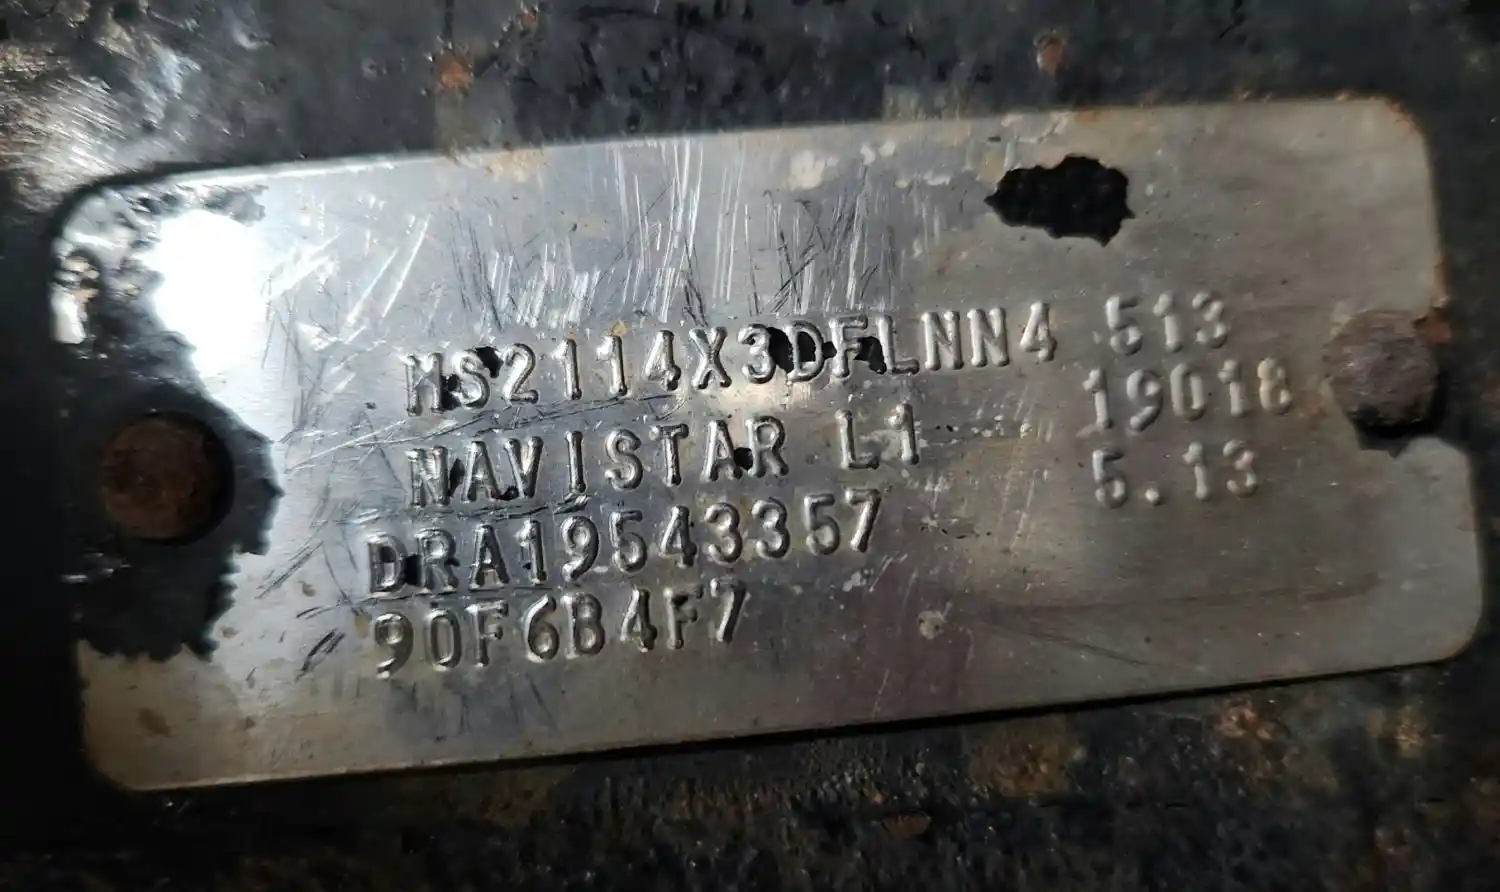 MS2114X3DFLNN4 513
19018
NAVISTAR L1 5.13
DRA19543357
90F6B4F7